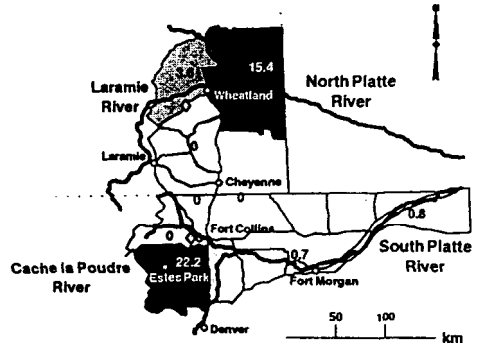 15.4
Laramie
River
Wheatland
North Platte
River
0
Laramie
Cheyenne
0
0
0.8
0
Fort Collins
South Platte
River
0.7
Cache la Poudre
River
22.2
Estes Park
Fort Morgan
Denver
50
100
km